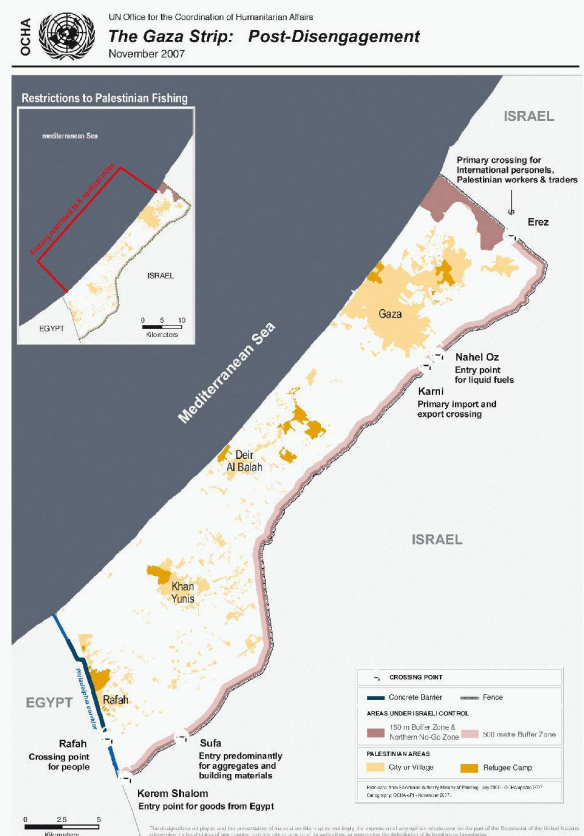 OCHA
UN Office for the Coordination of Humanitarian Affairs
The Gaza Strip: Post-Disengagement
November 2007
Restrictions to Palestinian Fishing
mediterranean Sea
ISRAEL
EGYPT
0 5 10
Kilometers
ISRAEL
Primary crossing for
International personels,
Palestinian workers & traders
Erez
Gaza
Mediterranean Sea
Nahel Oz
Entry point
for liquid fuels
Karni
Primary import and
export crossing
Deir
Al Balah
ISRAEL
Khan
Yunis
Philadelphia corridor
EGYPT
Rafah
Rafah
Crossing point
for people
Sufa
Entry predominantly
for aggregates and
building materials
Kerem Shalom
Entry point for goods from Egypt
0 2.5 5
Kilometers
CROSSING POINT
Concrete Barrier
Fence
AREAS UNDER ISRAELI CONTROL
150 m Buffer Zone &
Northern No-Go Zone
500 metre Buffer Zone
PALESTINIAN AREAS
City or Village
Refugee Camp